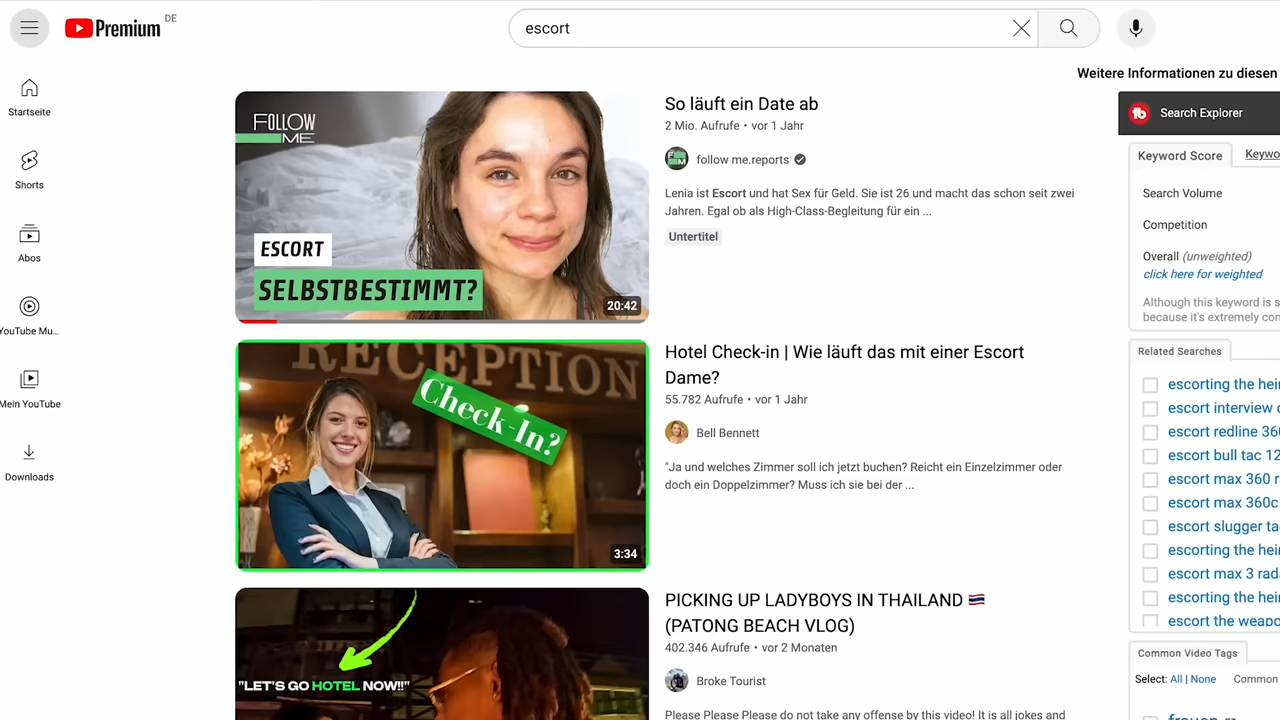 Premium DE
escort
Weitere Informationen zu diesen
Startseite
Shorts
Abos
YouTube Mu...
Mein YouTube
Downloads
FOLLOW
ME
ESCORT
SELBSTBESTIMMT?
20:42
So läuft ein Date ab
2 Mio. Aufrufe • vor 1 Jahr
follow me.reports
Lenia ist Escort und hat Sex für Geld. Sie ist 26 und macht das schon seit zwei
Jahren. Egal ob als High-Class-Begleitung für ein ...
Untertitel
RECEPTION
Check-In?
3:34
Hotel Check-in | Wie läuft das mit einer Escort
Dame?
55.782 Aufrufe • vor 1 Jahr
Bell Bennett
"Ja und welches Zimmer soll ich jetzt buchen? Reicht ein Einzelzimmer oder
doch ein Doppelzimmer? Muss ich sie bei der ...
"LET'S GO HOTEL NOW!!"
PICKING UP LADYBOYS IN THAILAND
(PATONG BEACH VLOG)
402.346 Aufrufe • vor 2 Monaten
Broke Tourist
Please Please Please do not take any offense by this video! It is all jokes and
Search Explorer
Keyword Score Keywo
Search Volume
Competition
Overall (unweighted)
click here for weighted
Although this keyword is s
because it's extremely con
Related Searches
escorting the hei
escort interview
escort redline 36
escort bull tac 12
escort max 360 r
escort max 360c
escort slugger ta
escorting the hei
escort max 3 rad
escorting the hei
escort the weapo
Common Video Tags
Select: All | None Common